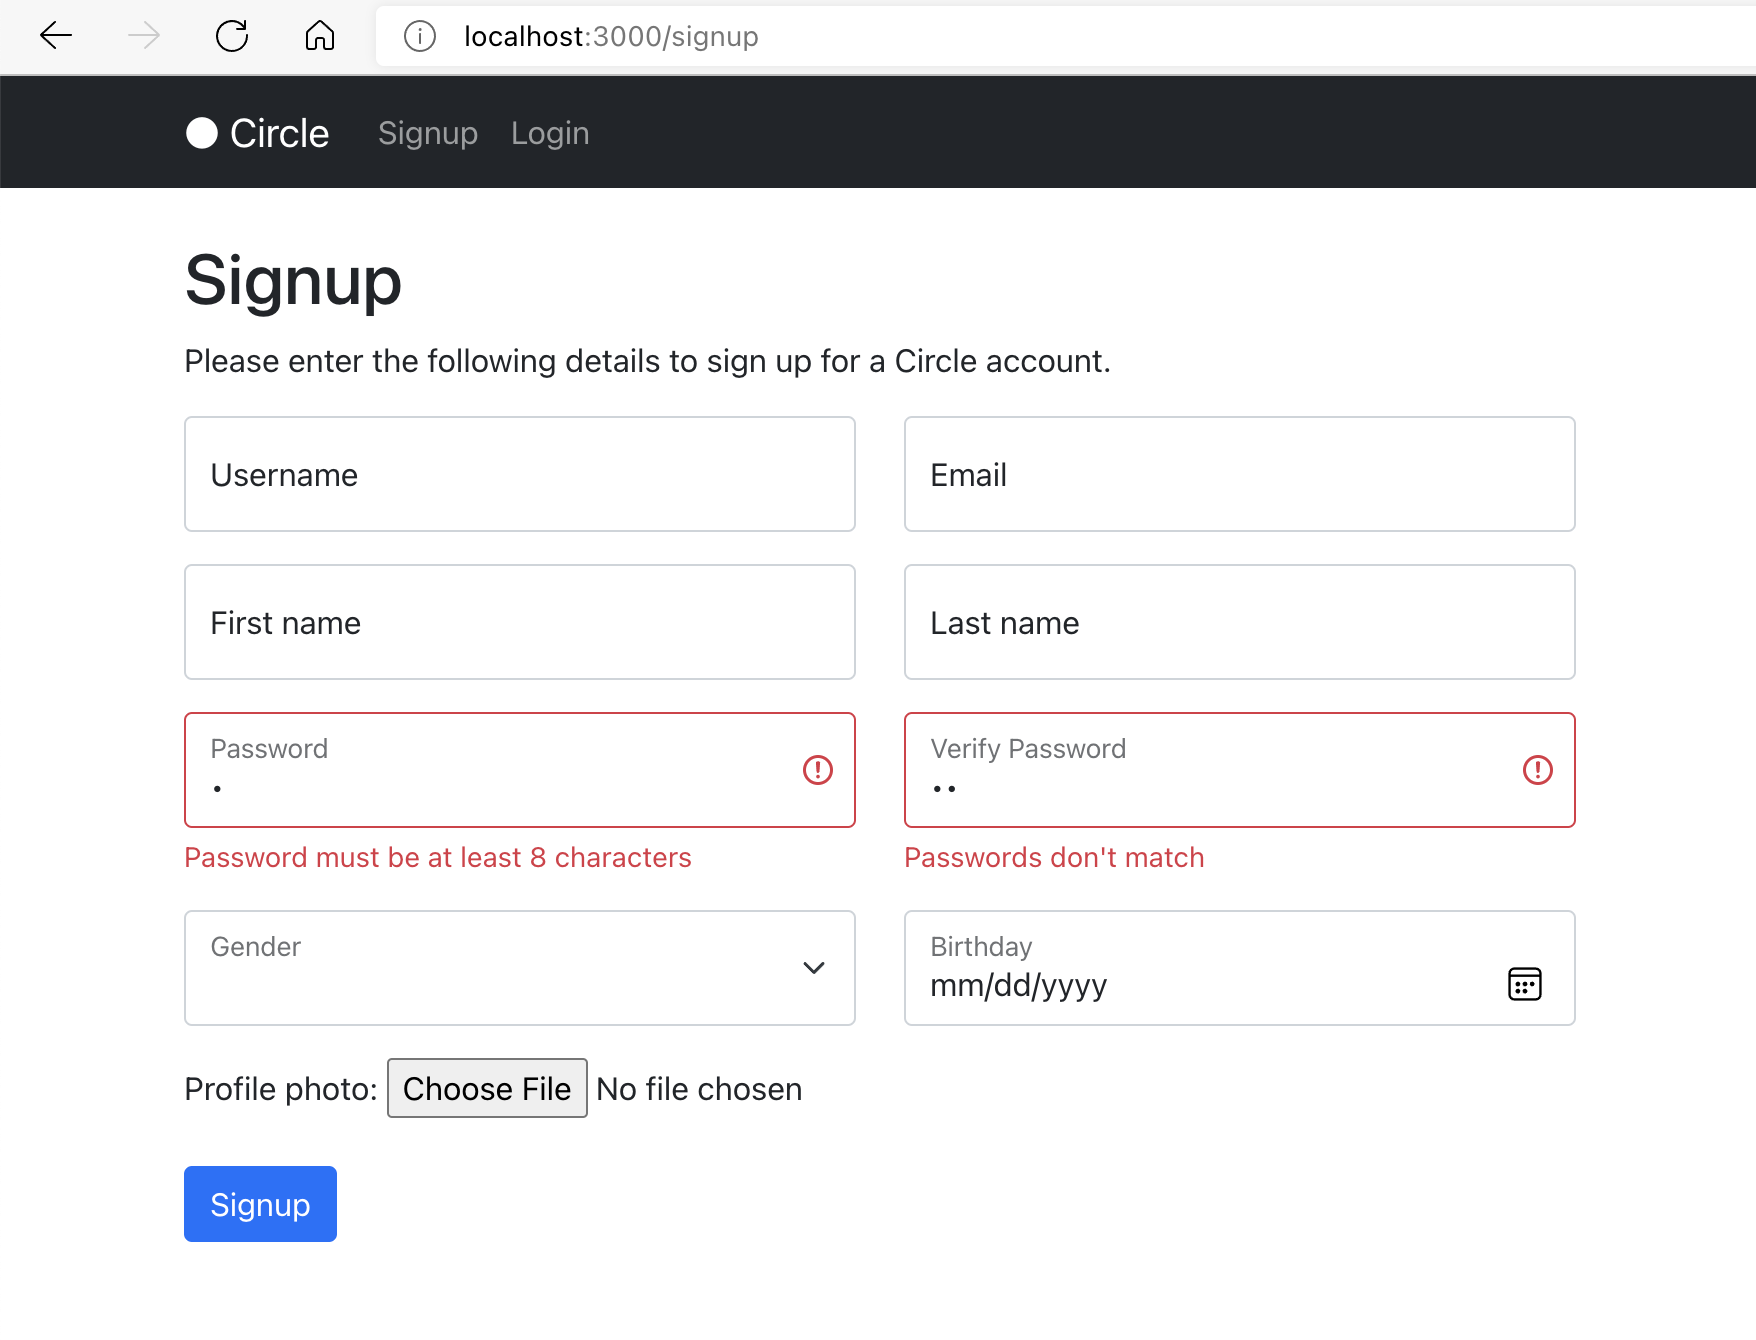 localhost:3000/signup
Circle Signup Login
Signup
Please enter the following details to sign up for a Circle account.
Username Email
First name Last name
Password Verify Password
Password must be at least 8 characters Passwords don't match
Gender Birthday
mm/dd/yyyy
Profile photo: Choose File No file chosen
Signup